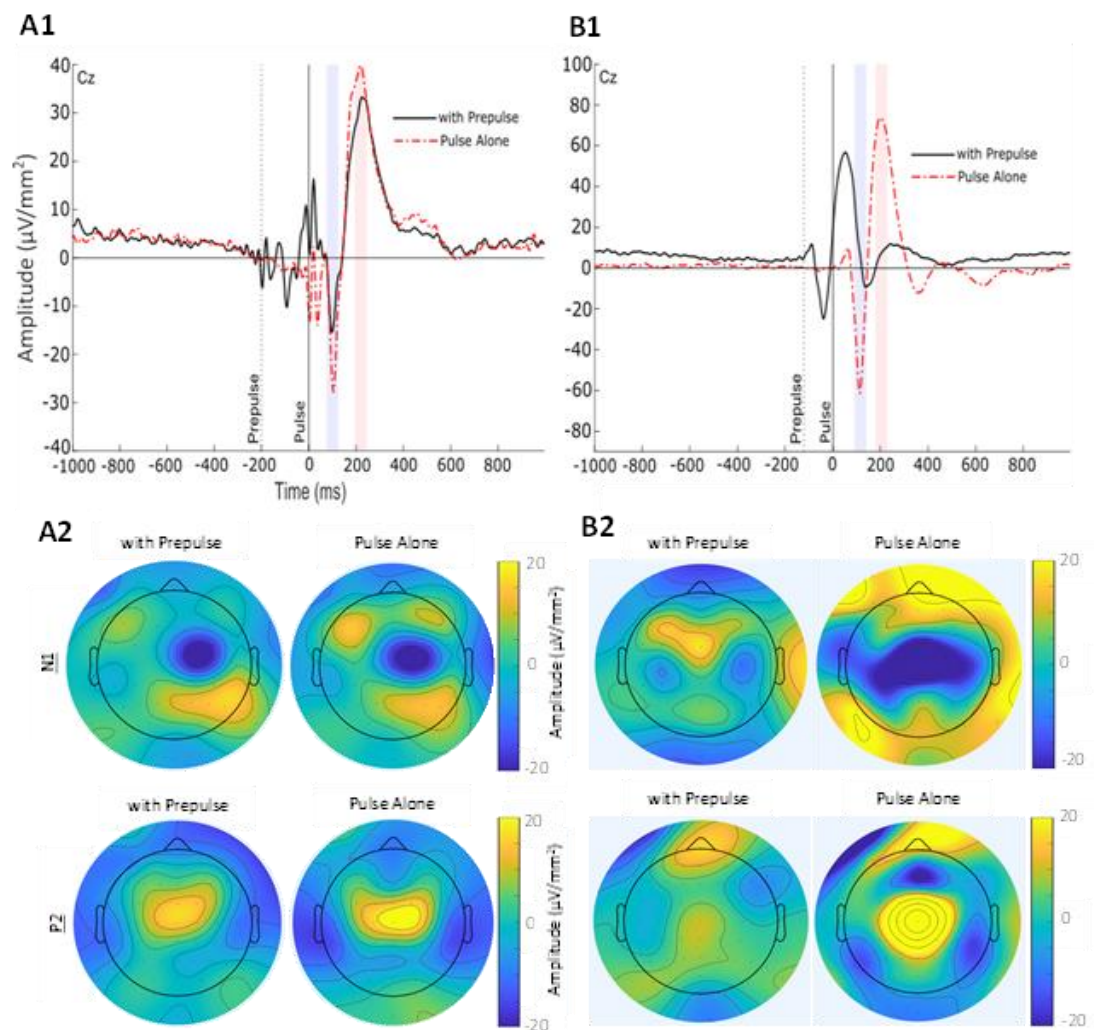 A1
Cz
with Prepulse
Pulse Alone
Amplitude (µV/mm²)
40
30
20
10
0
-10
-20
-30
-40
Prepulse
Pulse
-1000 -800 -600 -400 -200 0 200 400 600 800
Time (ms)
B1
Cz
with Prepulse
Pulse Alone
100
80
60
40
20
0
-20
-40
-60
-80
Prepulse
Pulse
-1000 -800 -600 -400 -200 0 200 400 600 800
A2
with Prepulse
Pulse Alone
N1
20
0
-20
Amplitude (µV/mm²)
with Prepulse
Pulse Alone
P2
20
0
-20
Amplitude (µV/mm²)
B2
with Prepulse
Pulse Alone
20
0
-20
with Prepulse
Pulse Alone
20
0
-20